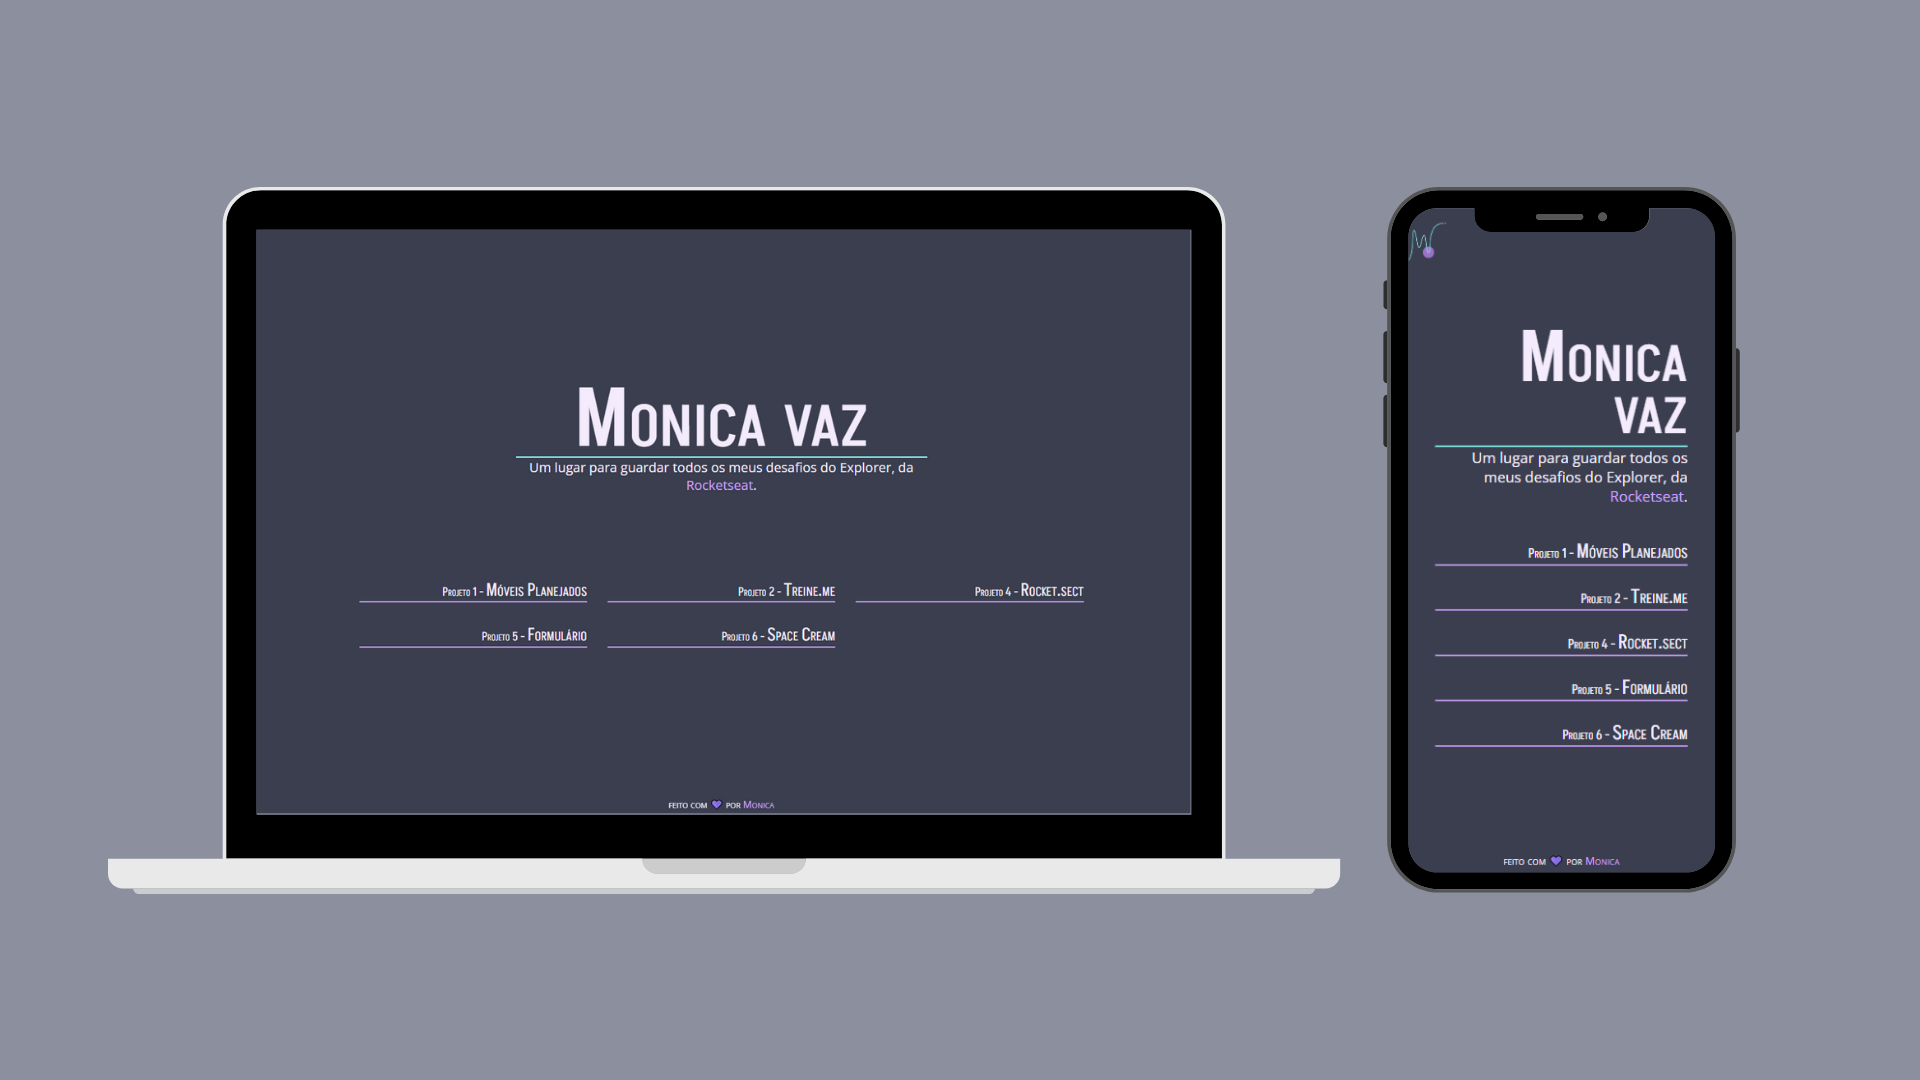 Monica vaz
Um lugar para guardar todos os meus desafios do Explorer, da
Rocketseat.
Projeto 1 - Móveis Planejados
Projeto 2 - Treine.me
Projeto 4 - Rocket.sect
Projeto 5 - Formulário
Projeto 6 - Space Cream
feito com 💜 por Monica
Monica
vaz
Um lugar para guardar todos os
meus desafios do Explorer, da
Rocketseat.
Projeto 1 - Móveis Planejados
Projeto 2 - Treine.me
Projeto 4 - Rocket.sect
Projeto 5 - Formulário
Projeto 6 - Space Cream
feito com 💜 por Monica